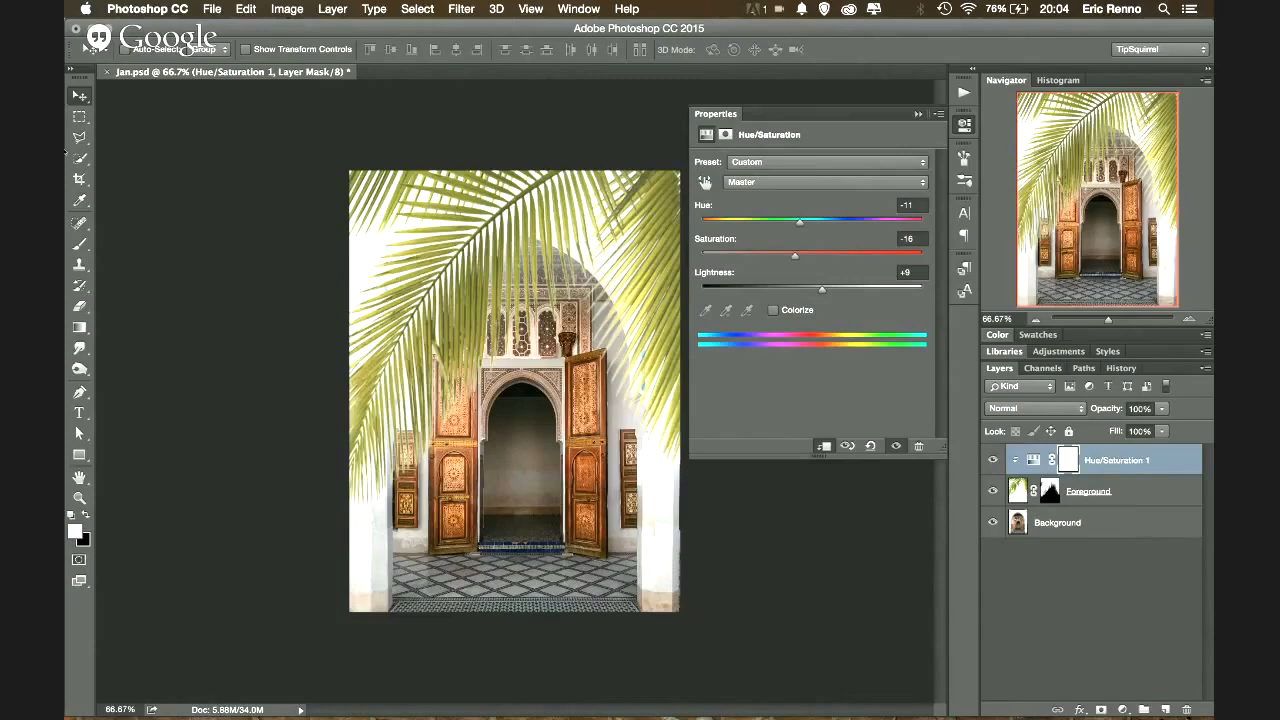 Photoshop CC File Edit Image Layer Type Select Filter 3D View Window Help 1 76% 20:04 Eric Renno
Adobe Photoshop CC 2015
Google
Auto-Select: Group Show Transform Controls 3D Mode: TipSquirrel
× Jan.psd @ 66.7% (Hue/Saturation 1, Layer Mask/8) *
Navigator Histogram
Properties
Hue/Saturation
Preset: Custom
Master
Hue: -11
Saturation: -16
Lightness: +9
Colorize
66.67%
Color Swatches
Libraries Adjustments Styles
Layers Channels Paths History
Kind
Normal Opacity: 100%
Lock: Fill: 100%
Hue/Saturation 1
Foreground
Background
66.67% Doc: 5.88M/34.0M